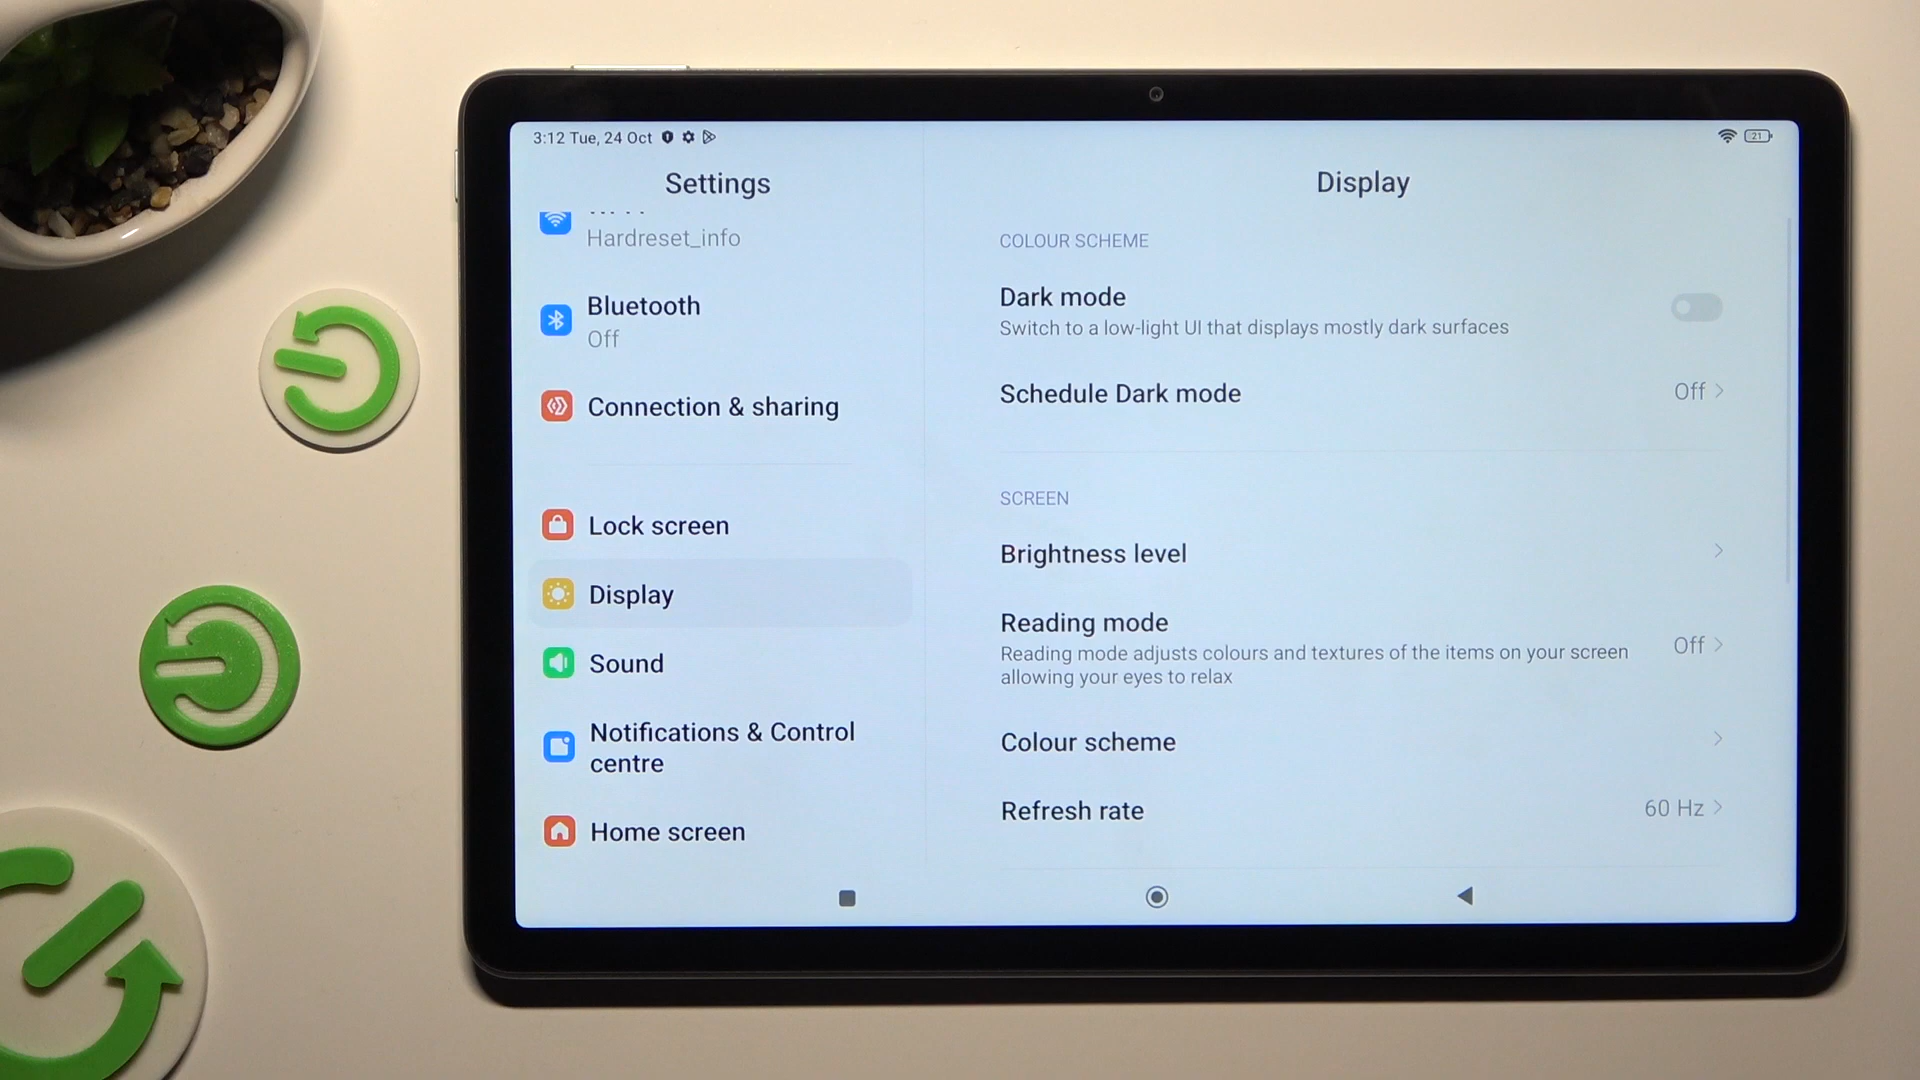 3:12 Tue, 24 Oct
21
Settings
Hardreset_info
Bluetooth
Off
Connection & sharing
Lock screen
Display
Sound
Notifications & Control
centre
Home screen
Display
COLOUR SCHEME
Dark mode
Switch to a low-light UI that displays mostly dark surfaces
Schedule Dark mode
Off
SCREEN
Brightness level
Reading mode
Reading mode adjusts colours and textures of the items on your screen
allowing your eyes to relax
Off
Colour scheme
Refresh rate
60 Hz